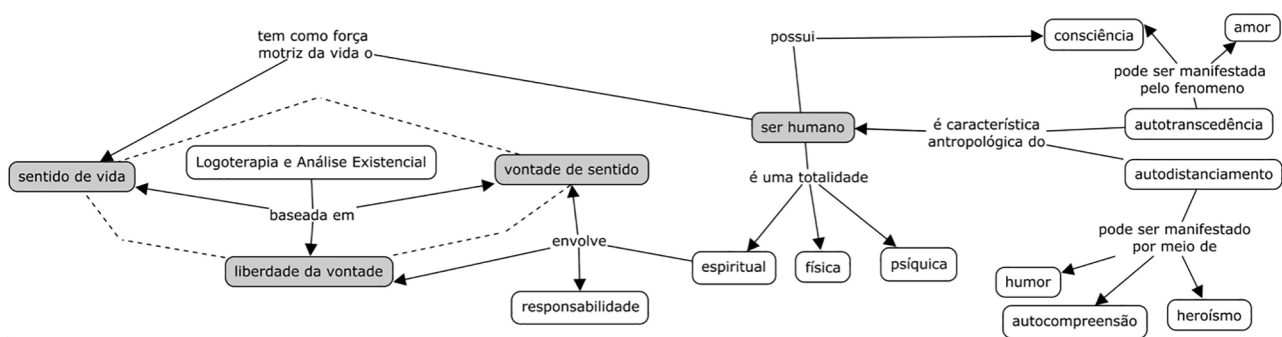 tem como força
motriz da vida o
possui
consciência
amor
pode ser manifestada
pelo fenomeno
ser humano
é característica
antropológica do
autotranscedência
Logoterapia e Análise Existencial
sentido de vida
vontade de sentido
é uma totalidade
autodistanciamento
baseada em
envolve
pode ser manifestado
por meio de
liberdade da vontade
espiritual
física
psíquica
humor
responsabilidade
autocompreensão
heroísmo